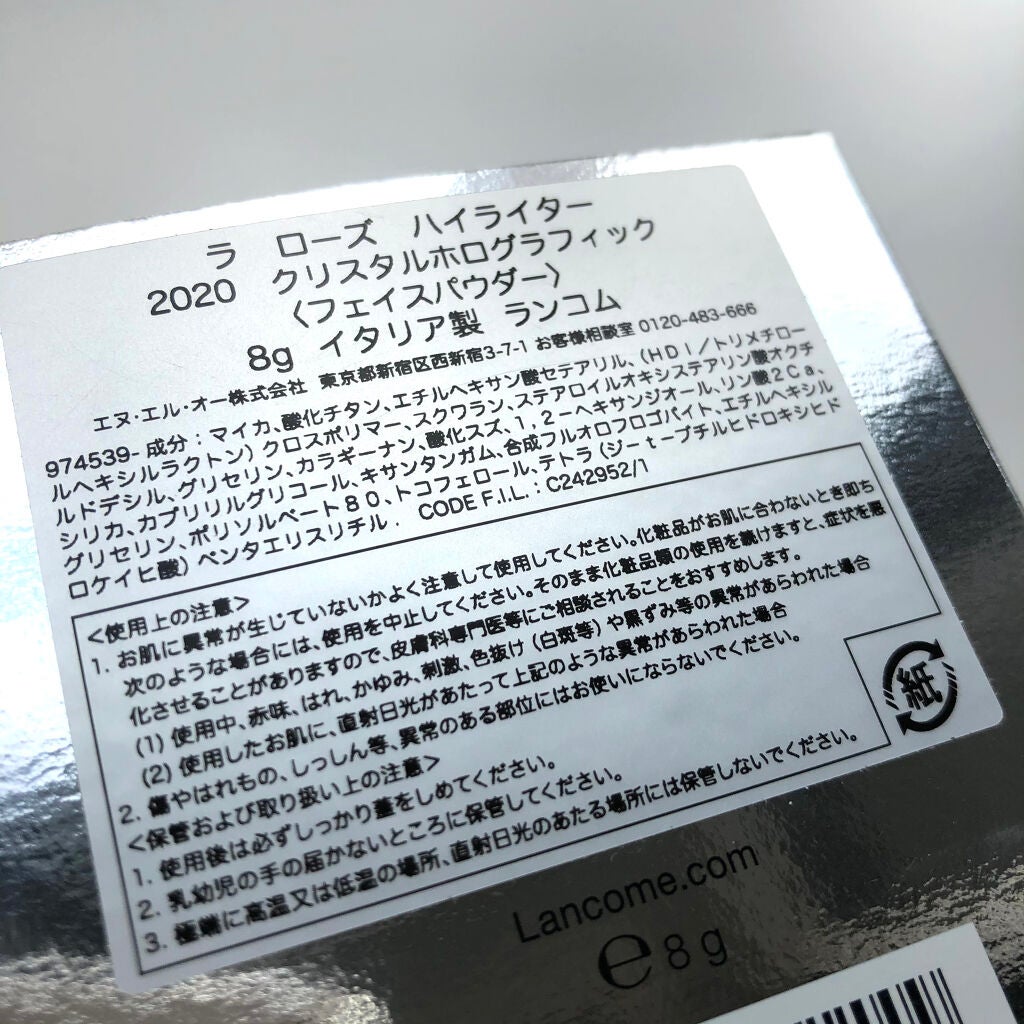 ラ ローズ ハイライター
2020 クリスタルホログラフィック
〈フェイスパウダー〉
8g イタリア製 ランコム
エヌ・エル・オー株式会社 東京都新宿区西新宿3-7-1 お客様相談室 0120-483-666
974539- 成分：マイカ、酸化チタン、エチルヘキサン酸セテアリル、（HDI／トリメチロー
ルヘキシルラクトン）クロスポリマー、スクワラン、ステアロイルオキシステアリン酸オクチ
ルドデシル、グリセリン、カラギーナン、酸化スズ、1，2－ヘキサンジオール、リン酸2Ca、
シリカ、カプリリルグリコール、キサンタンガム、合成フルオロフロゴパイト、エチルヘキシル
グリセリン、ポリソルベート80、トコフェロール、テトラ（ジーtーブチルヒドロキシヒド
ロケイヒ酸）ペンタエリスリチル． CODE F.I.L.：C242952/1
<使用上の注意>
1. お肌に異常が生じていないかよく注意して使用してください。化粧品がお肌に合わないとき即ち
次のような場合には、使用を中止してください。そのまま化粧品類の使用を続けますと、症状を悪
化させることがありますので、皮膚科専門医等にご相談されることをおすすめします。
(1) 使用中、赤味、はれ、かゆみ、刺激、色抜け（白斑等）や黒ずみ等の異常があらわれた場合
(2) 使用したお肌に、直射日光があたって上記のような異常があらわれた場合
2. 傷やはれもの、しっしん等、異常のある部位にはお使いにならないでください。
<保管および取り扱い上の注意>
1. 使用後は必ずしっかり蓋をしめてください。
2. 乳幼児の手の届かないところに保管してください。
3. 極端に高温又は低温の場所、直射日光のあたる場所には保管しないでください。
紙
Lancome.com
℮ 8 g